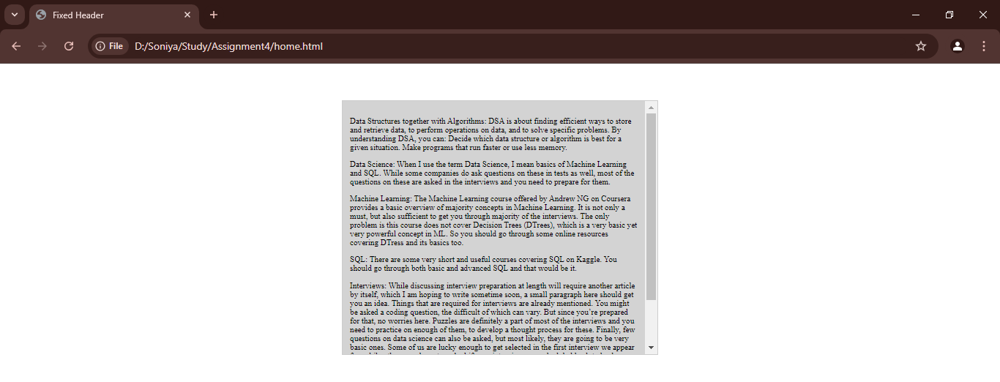 Fixed Header
File
D:/Soniya/Study/Assignment4/home.html
Data Structures together with Algorithms: DSA is about finding efficient ways to store
and retrieve data, to perform operations on data, and to solve specific problems. By
understanding DSA, you can: Decide which data structure or algorithm is best for a
given situation. Make programs that run faster or use less memory.
Data Science: When I use the term Data Science, I mean basics of Machine Learning
and SQL. While some companies do ask questions on these in tests as well, most of the
questions on these are asked in the interviews and you need to prepare for them.
Machine Learning: The Machine Learning course offered by Andrew NG on Coursera
provides a basic overview of majority concepts in Machine Learning. It is not only a
must, but also sufficient to get you through majority of the interviews. The only
problem is this course does not cover Decision Trees (DTrees), which is a very basic yet
very powerful concept in ML. So you should go through some online resources
covering DTress and its basics too.
SQL: There are some very short and useful courses covering SQL on Kaggle. You
should go through both basic and advanced SQL and that would be it.
Interviews: While discussing interview preparation at length will require another article
by itself, which I am hoping to write sometime soon, a small paragraph here should get
you an idea. Things that are required for interviews are already mentioned. You might
be asked a coding question, the difficult of which can vary. But since you’re prepared
for that, no worries here. Puzzles are definitely a part of most of the interviews and you
need to practice on enough of them, to develop a thought process for these. Finally, few
questions on data science can also be asked, but most likely, they are going to be very
basic ones. Some of us are lucky enough to get selected in the first interview we appear